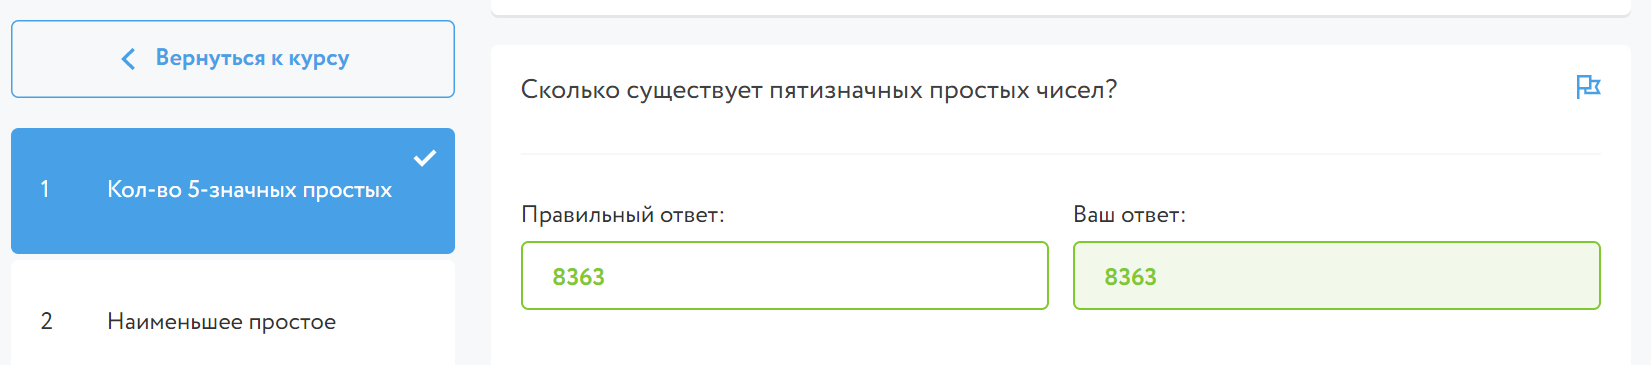 Вернуться к курсу
1 Кол-во 5-значных простых
2 Наименьшее простое
Сколько существует пятизначных простых чисел?
Правильный ответ:
8363
Ваш ответ:
8363